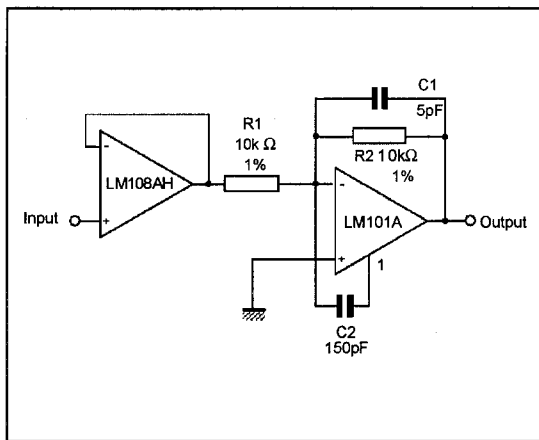 C1
5pF
R1
10k Ω
1%
R2 10kΩ
1%
-
LM108AH
+
Input
-
LM101A
+
Output
1
C2
150pF